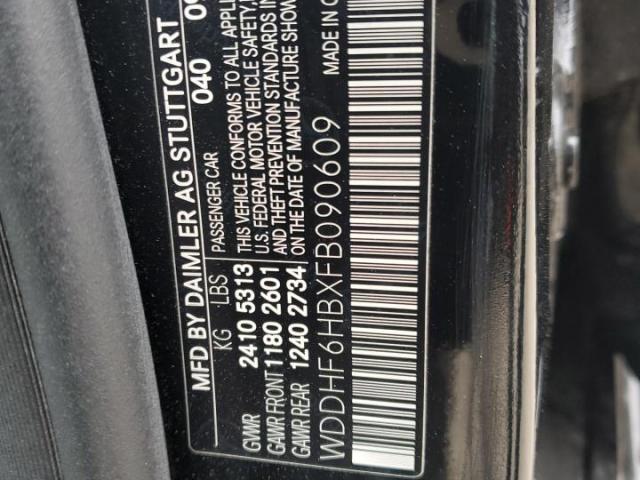 MFD BY DAIMLER AG STUTTGART
040 09
KG LBS PASSENGER CAR
GVWR 2410 5313 THIS VEHICLE CONFORMS TO ALL
GAWR FRONT 1180 2601 U.S. FEDERAL MOTOR VEHICLE SAFETY
GAWR REAR 1240 2734 AND THEFT PREVENTION STANDARDS IN
ON THE DATE OF MANUFACTURE SHOW
WDDHF6HBXFB090609 MADE IN